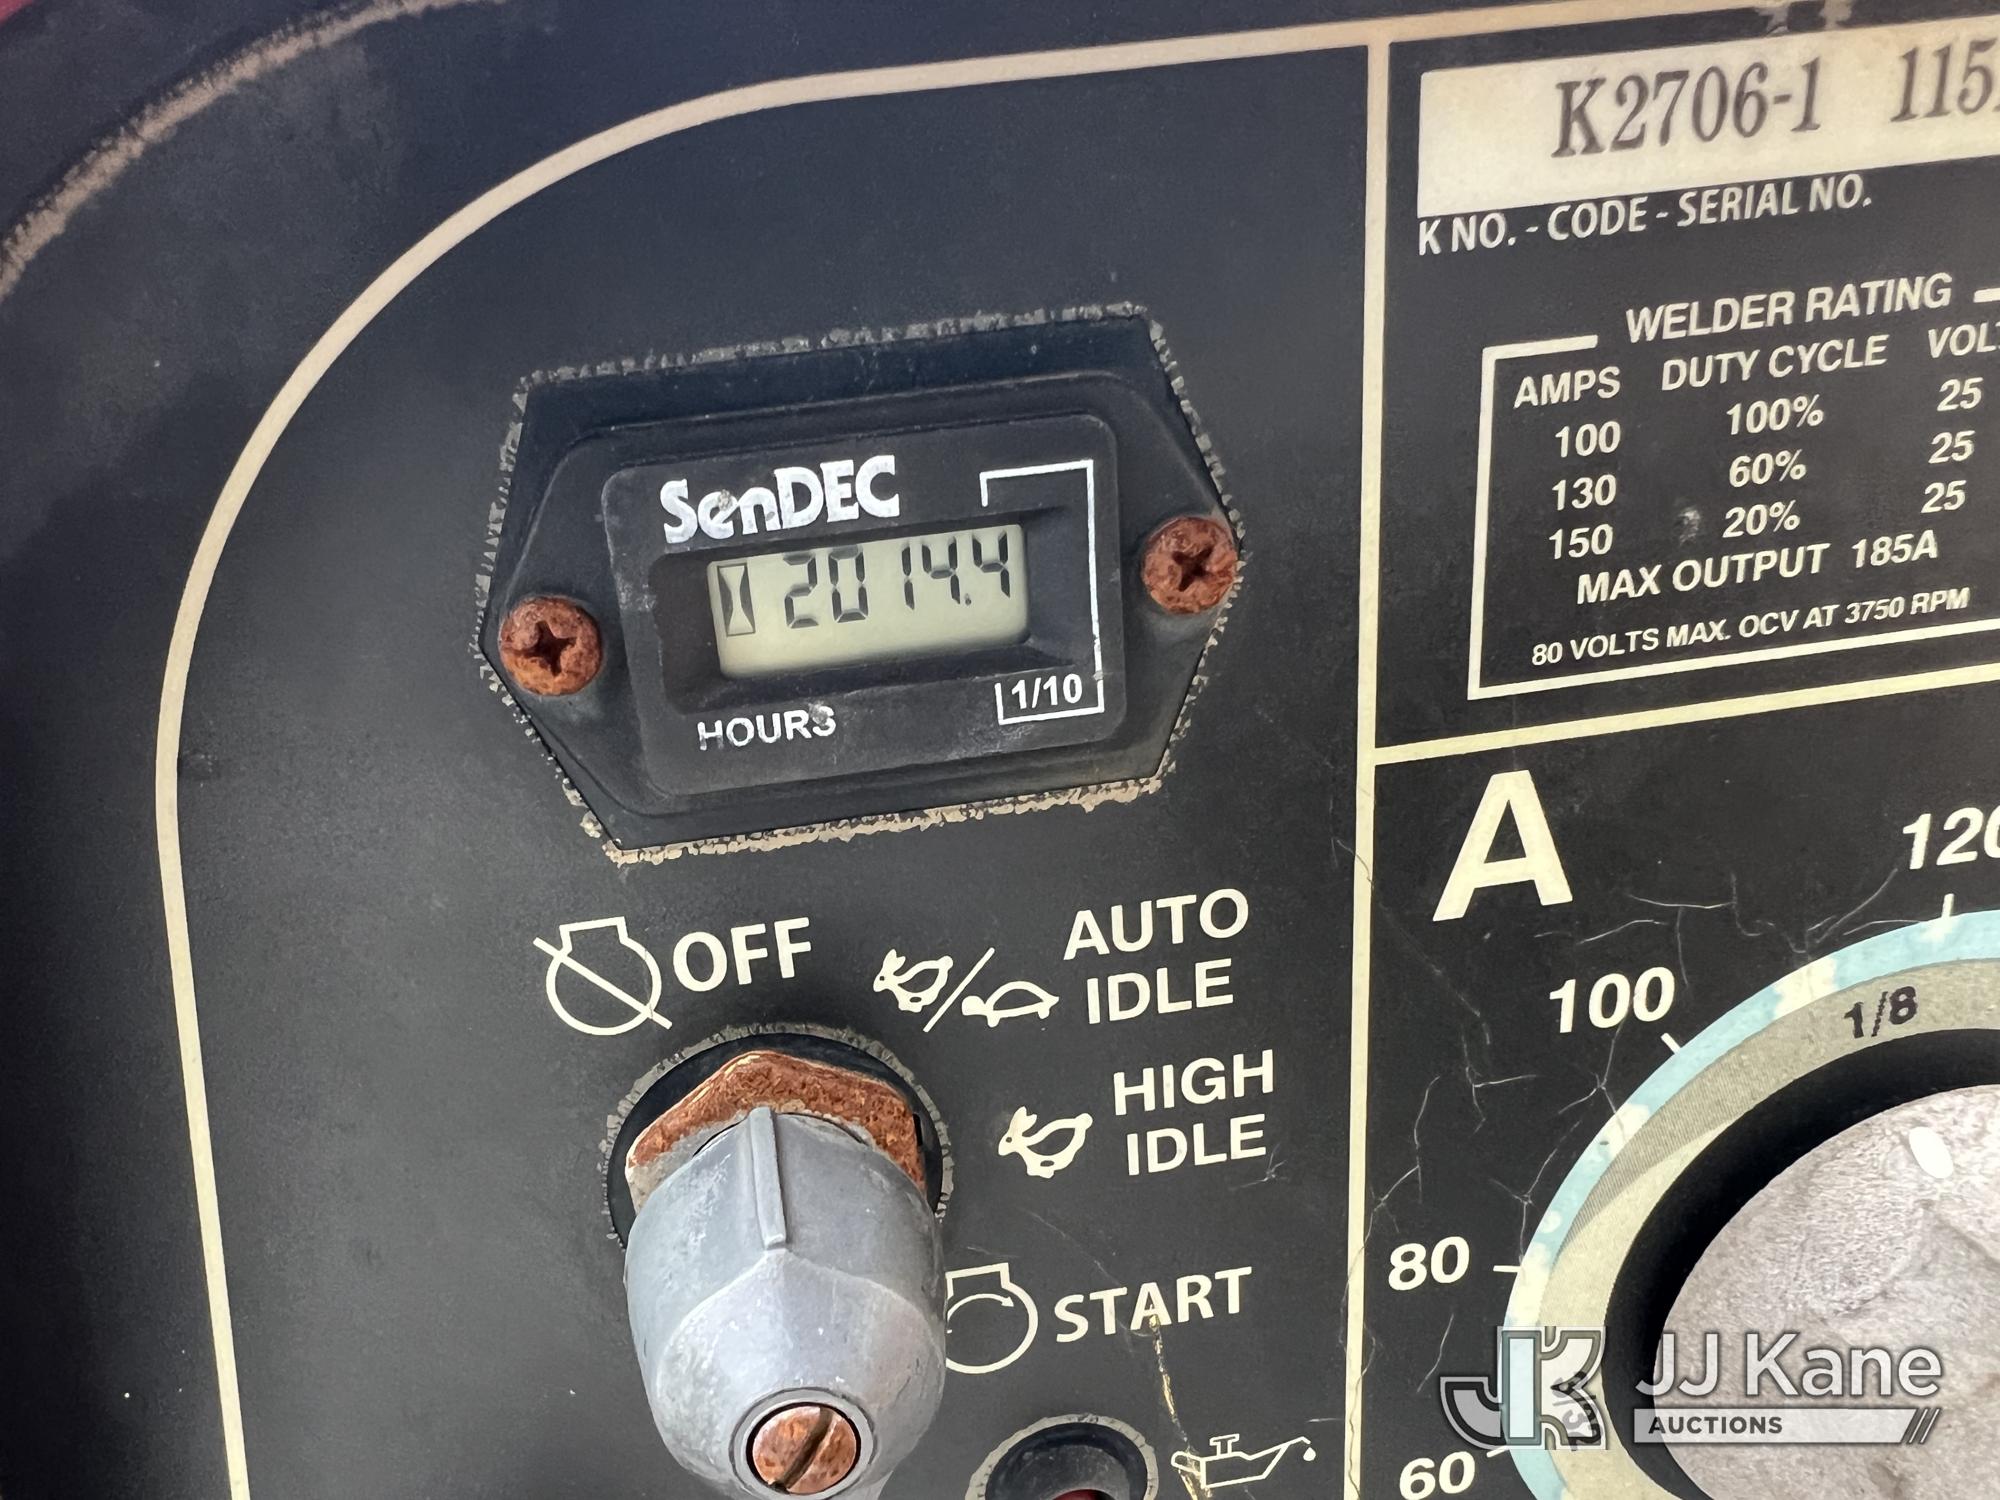 K2706-1
K NO. - CODE - SERIAL NO.
WELDER RATING
AMPS DUTY CYCLE
100 100% 25
130 60% 25
150 20% 25
MAX OUTPUT 185A
80 VOLTS MAX. OCV AT 3750 RPM
SenDEC
2014.4
HOURS
1/10
OFF
AUTO
IDLE
HIGH
IDLE
START
A
120
100
1/8
80
60
JJ Kane
AUCTIONS